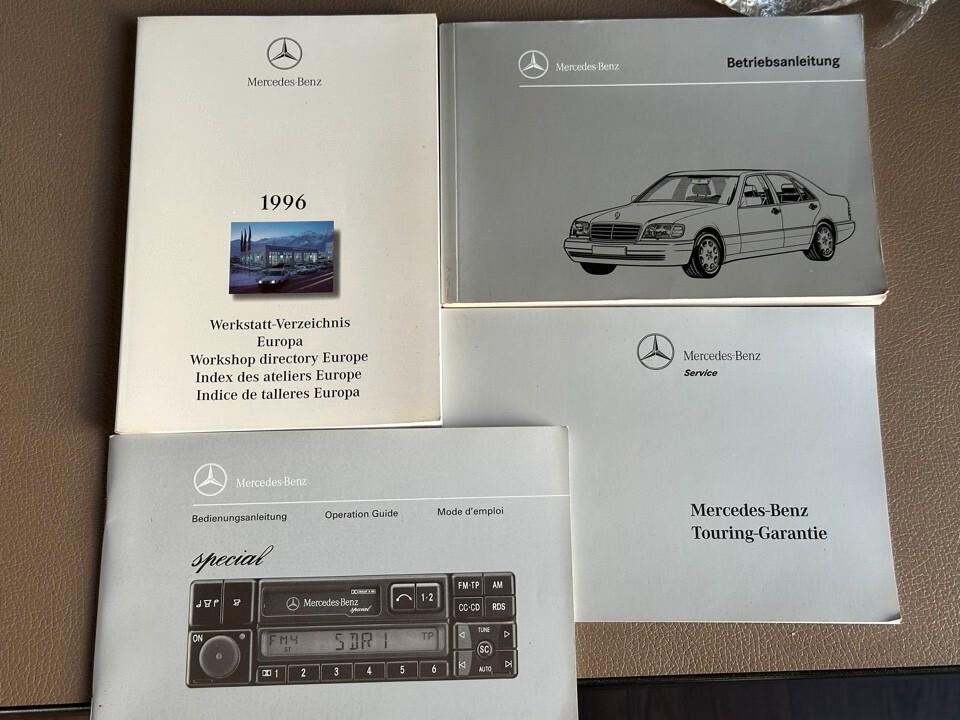 Mercedes-Benz
1996
Werkstatt-Verzeichnis
Europa
Workshop directory Europe
Index des ateliers Europe
Indice de talleres Europa
Mercedes-Benz
Betriebsanleitung
Mercedes-Benz
Service
Mercedes-Benz
Touring-Garantie
Mercedes-Benz
Bedienungsanleitung Operation Guide Mode d'emploi
special
Mercedes-Benz
special
1·2
FM·TP AM
CC·CD RDS
ON
FM4 SDR1 TP
ST
TUNE
SC
AUTO
1 2 3 4 5 6